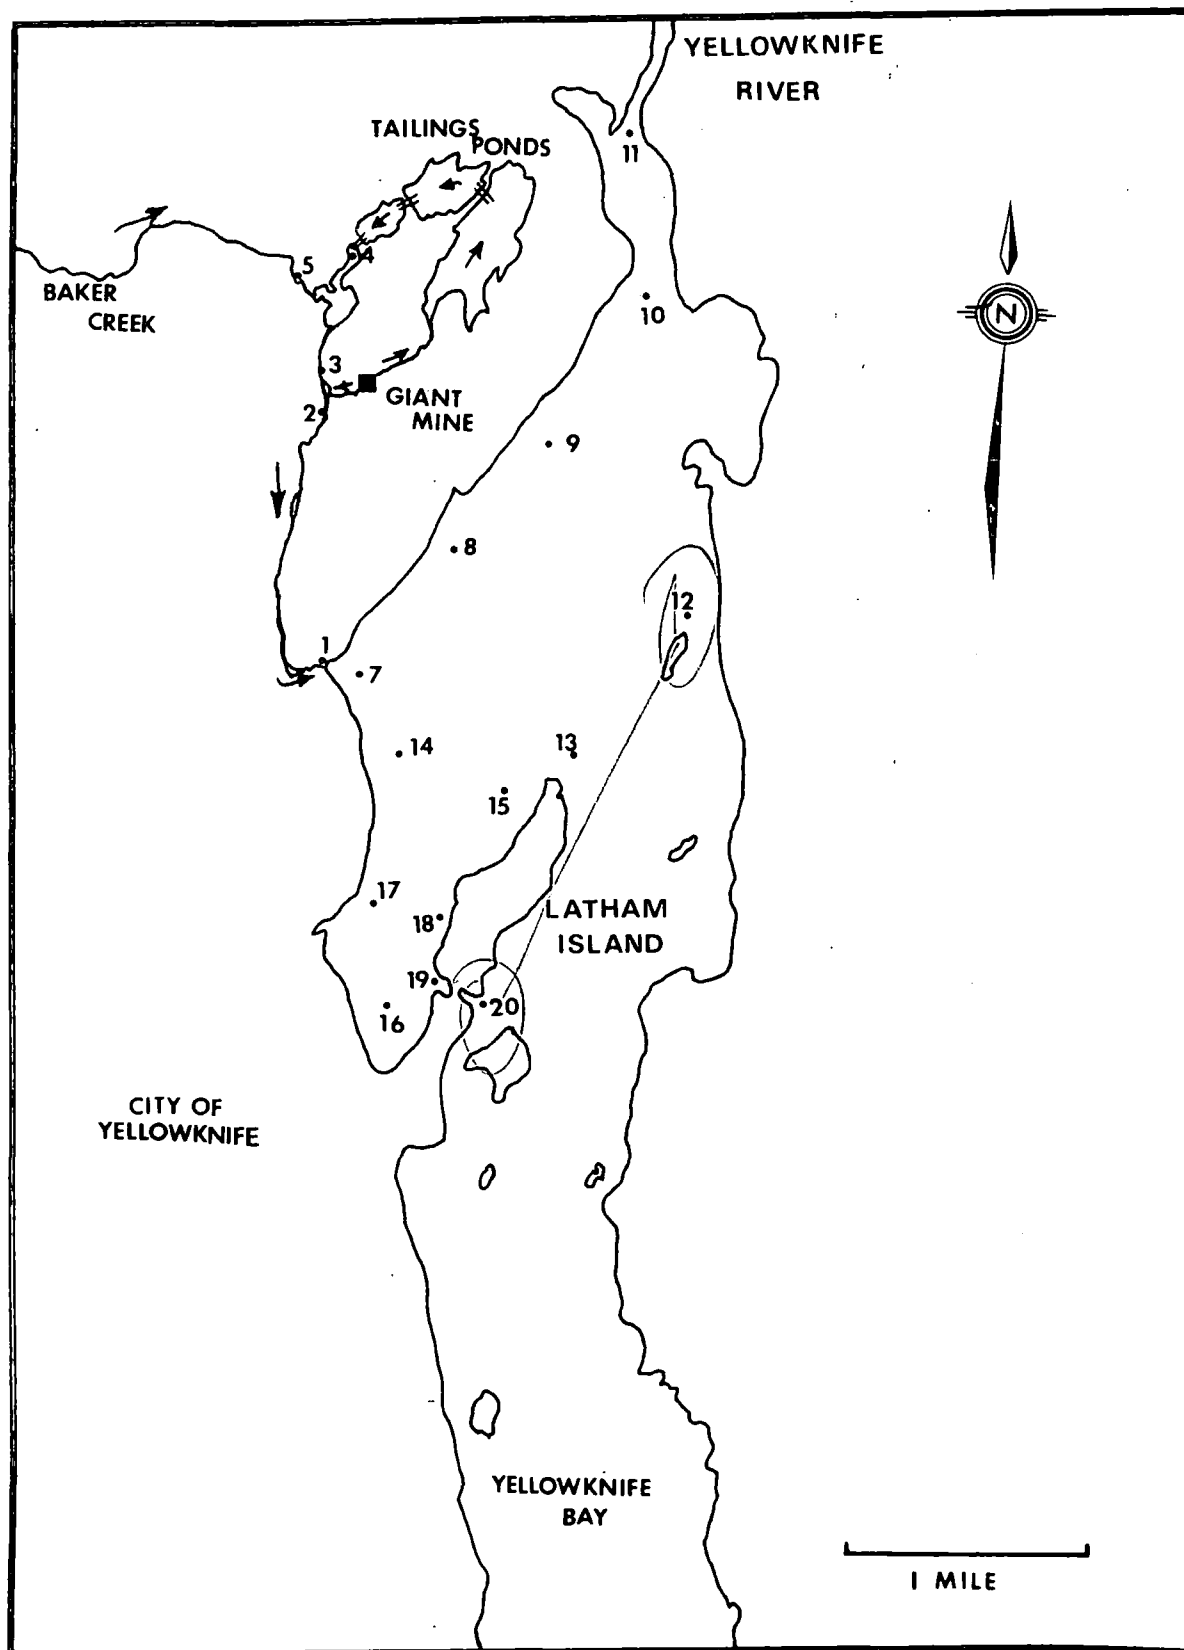 YELLOWKNIFE
RIVER
TAILINGS
PONDS
11
4
5
BAKER
CREEK
10
N
3
GIANT
MINE
2
9
8
12
1
7
14
13
15
17
18
LATHAM
ISLAND
19
20
16
CITY OF
YELLOWKNIFE
YELLOWKNIFE
BAY
1 MILE